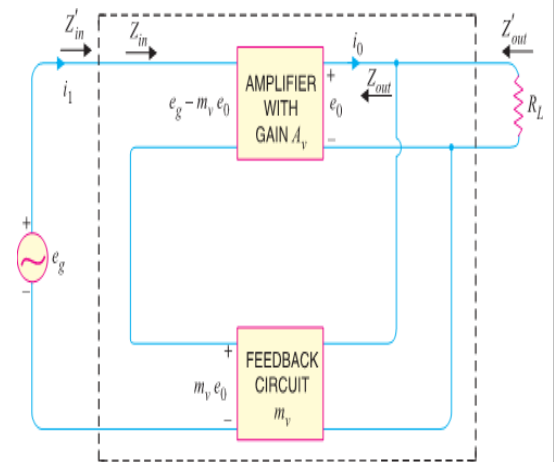 Z'in
Zin
i0
Z'out
i1
AMPLIFIER
WITH
GAIN Av
+
Zout
eg – mv e0
e0
–
RL
+
eg
–
+
FEEDBACK
CIRCUIT
mv
mv e0
–